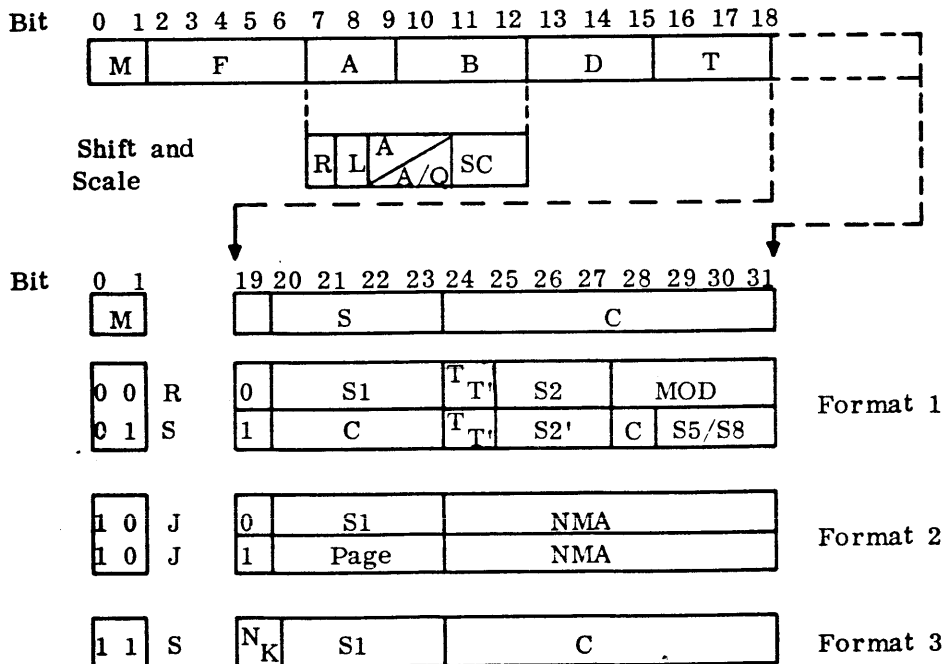 Bit 0 1 2 3 4 5 6 7 8 9 10 11 12 13 14 15 16 17 18
M F A B D T
Shift and Scale
R L A A/Q SC
Bit 0 1 19 20 21 22 23 24 25 26 27 28 29 30 31
M S C
0 0 R 0 S1 T T' S2 MOD
Format 1
0 1 S 1 C T T' S2' C S5/S8
1 0 J 0 S1 NMA
Format 2
1 0 J 1 Page NMA
1 1 S N K S1 C Format 3